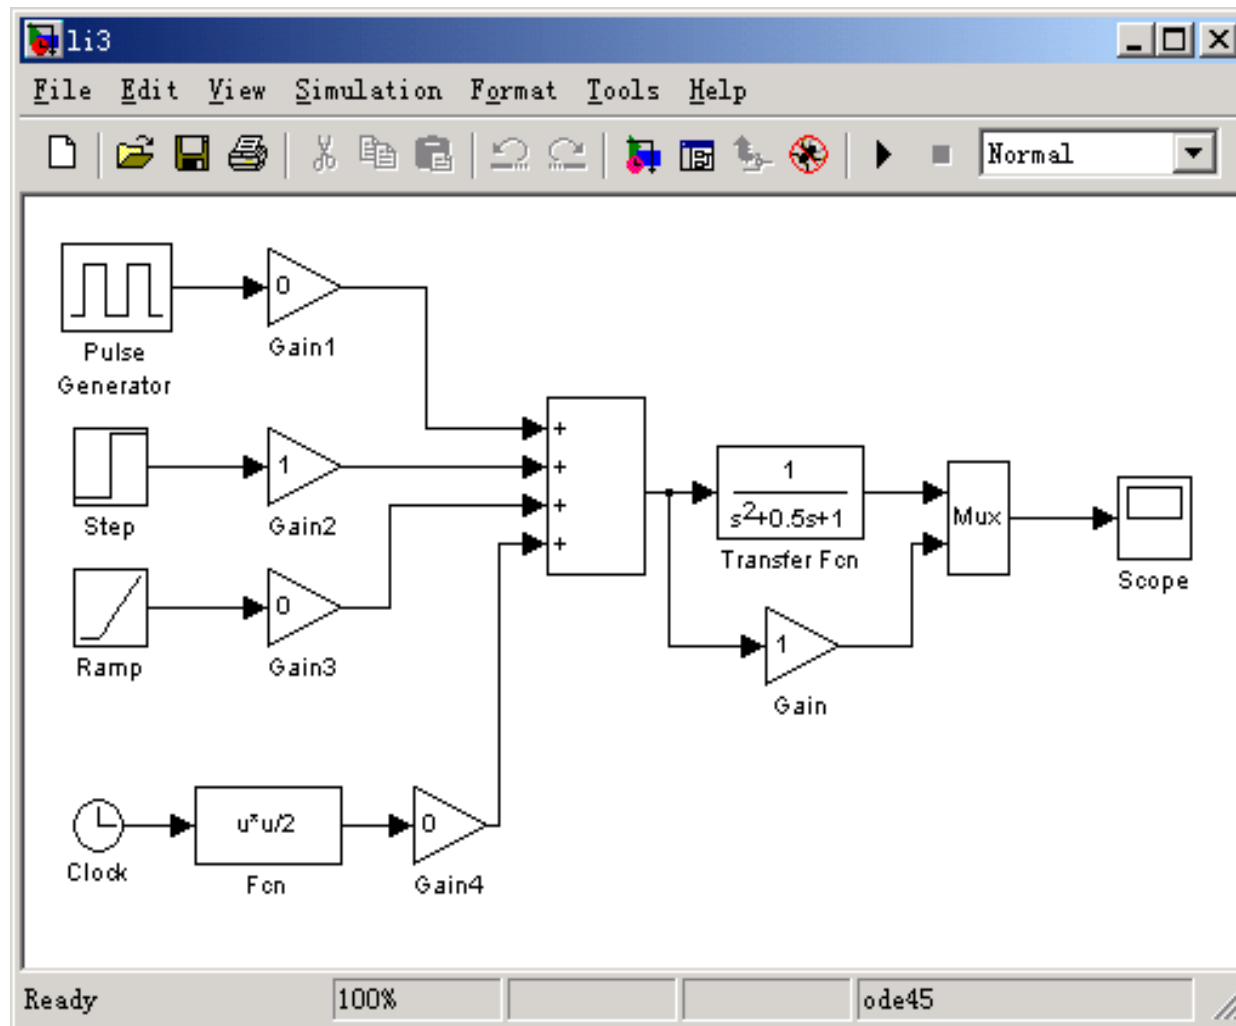 li3
File Edit View Simulation Format Tools Help
Normal
0
Pulse
Generator
Gain1
+
1
+
Step
Gain2
+
+
1
s2+0.5s+1
Mux
Transfer Fcn
Scope
0
Ramp
Gain3
1
Gain
u*u/2
0
Clock
Fcn
Gain4
Ready 100% ode45